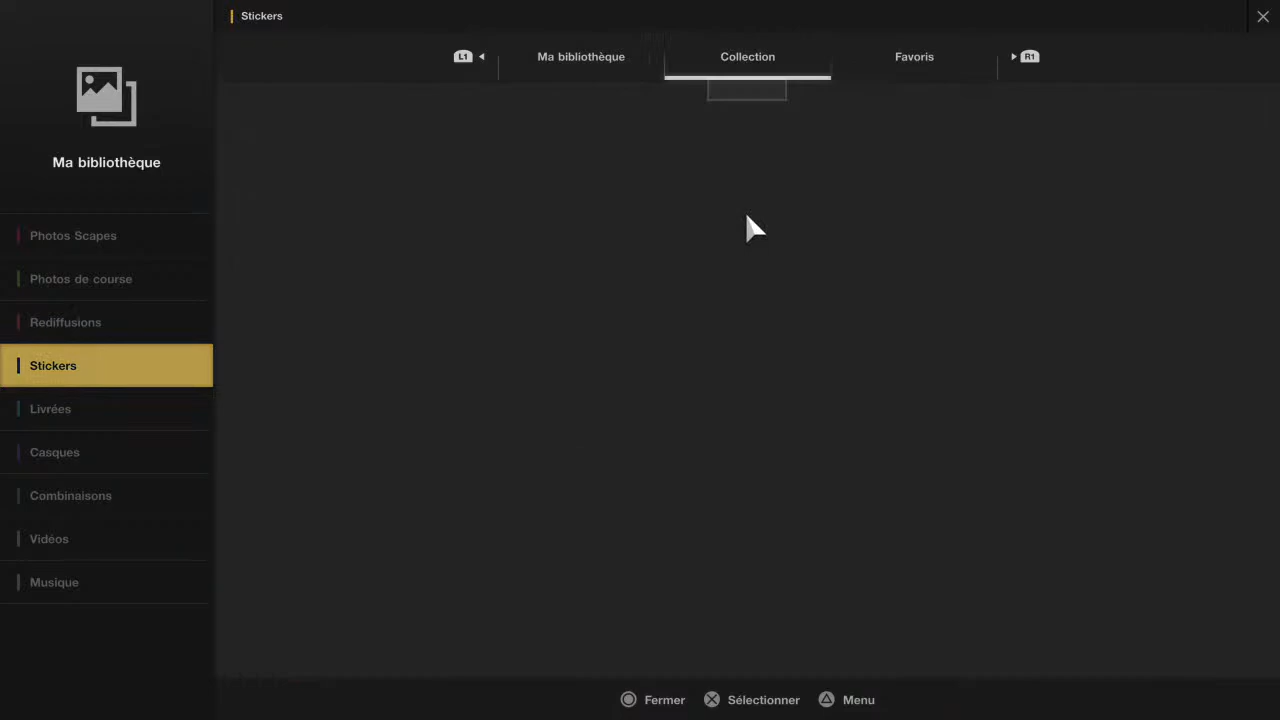 Stickers
L1 Ma bibliothèque Collection Favoris R1
Ma bibliothèque
Photos Scapes
Photos de course
Rediffusions
Stickers
Livrées
Casques
Combinaisons
Vidéos
Musique
Fermer Sélectionner Menu